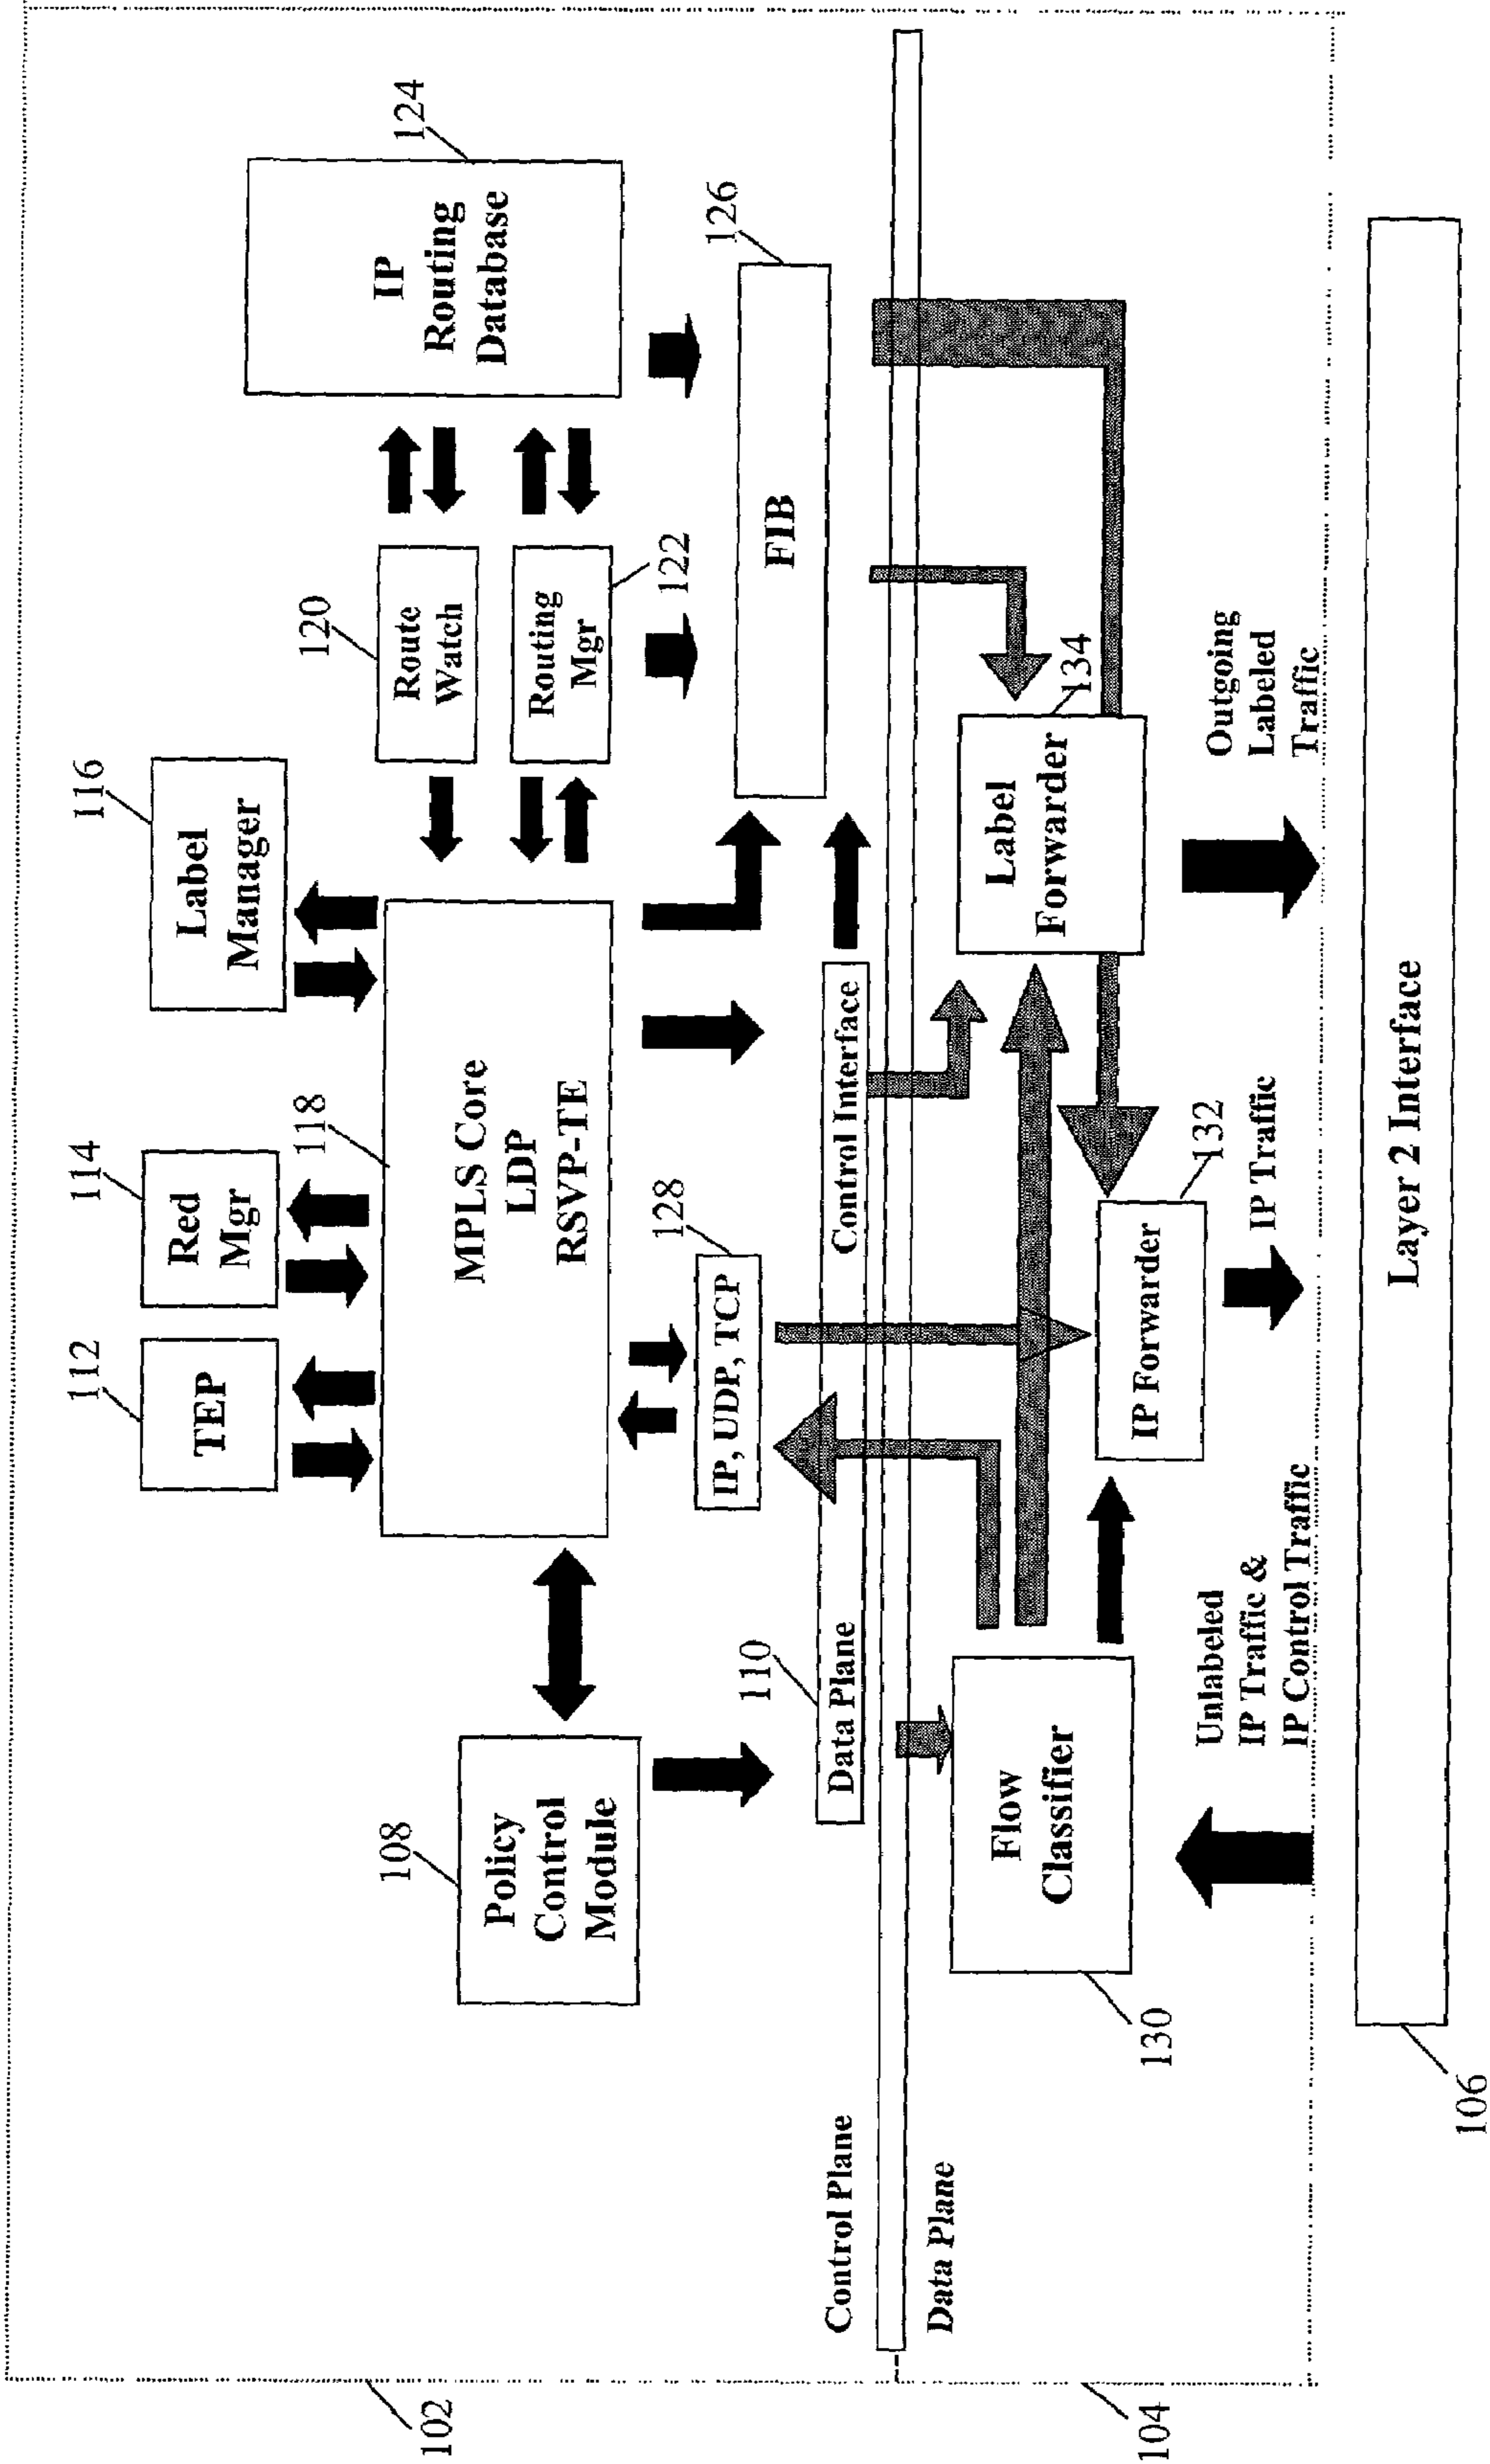 112
TEP
114
Red
Mgr
116
Label
Manager
118
MPLS Core
LDP
RSVP-TE
120
Route
Watch
Routing
Mgr
122
124
IP
Routing
Database
108
Policy
Control
Module
128
IP, UDP, TCP
126
FIB
110
Data Plane
Control Interface
102
Control Plane
Data Plane
104
130
Flow
Classifier
132
IP Forwarder
134
Label
Forwarder
Unlabeled
IP Traffic &
IP Control Traffic
IP Traffic
Outgoing
Labeled
Traffic
106
Layer 2 Interface